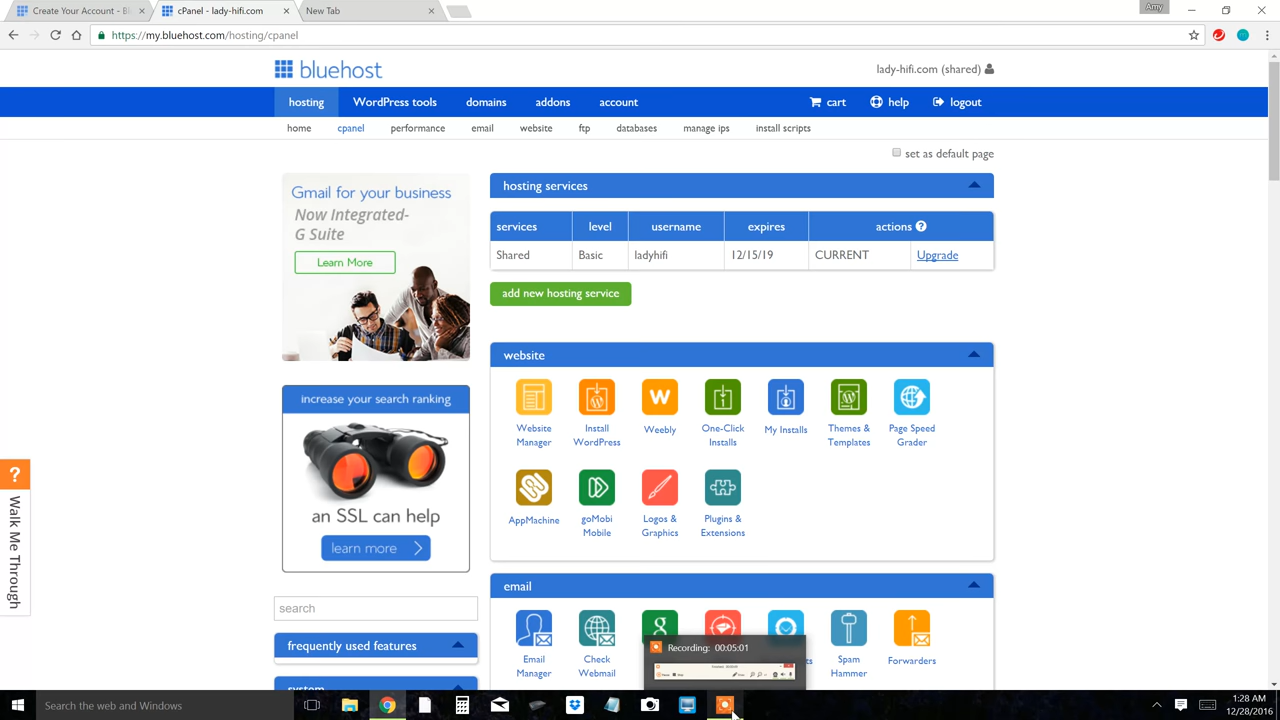 Create Your Account - Bl
cPanel - lady-hifi.com
New Tab
Amy
https://my.bluehost.com/hosting/cpanel
bluehost
lady-hifi.com (shared)
hosting
WordPress tools
domains
addons
account
cart
help
logout
home
cpanel
performance
email
website
ftp
databases
manage ips
install scripts
set as default page
Gmail for your business
Now Integrated-
G Suite
Learn More
hosting services
services level username expires actions ?
Shared Basic ladyhifi 12/15/19 CURRENT Upgrade
add new hosting service
website
Website
Manager
Install
WordPress
Weebly
One-Click
Installs
My Installs
Themes &
Templates
Page Speed
Grader
AppMachine
goMobi
Mobile
Logos &
Graphics
Plugins &
Extensions
increase your search ranking
an SSL can help
learn more
?
Walk Me Through
search
frequently used features
system
email
Email
Manager
Check
Webmail
Spam
Hammer
Forwarders
Recording: 00:05:01
Search the web and Windows
1:28 AM
12/28/2016